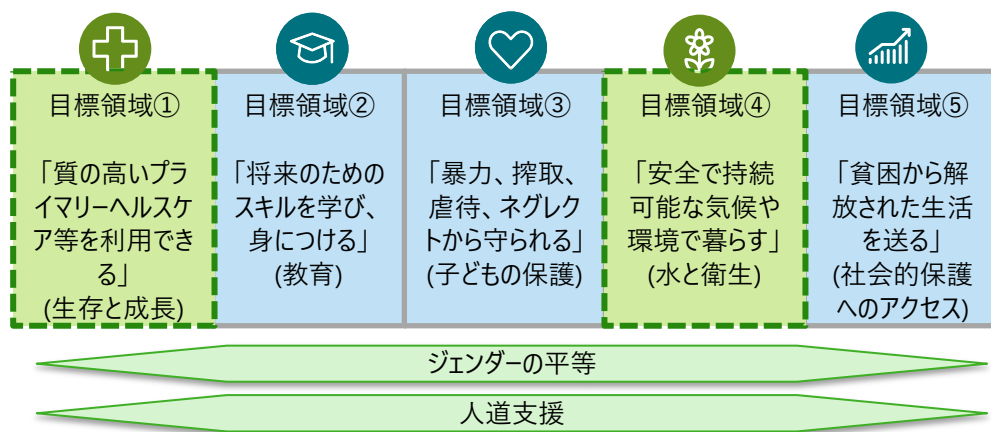 目標領域①
「質の高いプラ
イマリーヘルスケ
ア等を利用でき
る」
(生存と成長)
目標領域②
「将来のための
スキルを学び、
身につける」
(教育)
目標領域③
「暴力、搾取、
虐待、ネグレク
トから守られる」
(子どもの保護)
目標領域④
「安全で持続
可能な気候や
環境で暮らす」
(水と衛生)
目標領域⑤
「貧困から解
放された生活
を送る」
(社会的保護
へのアクセス)
ジェンダーの平等
人道支援